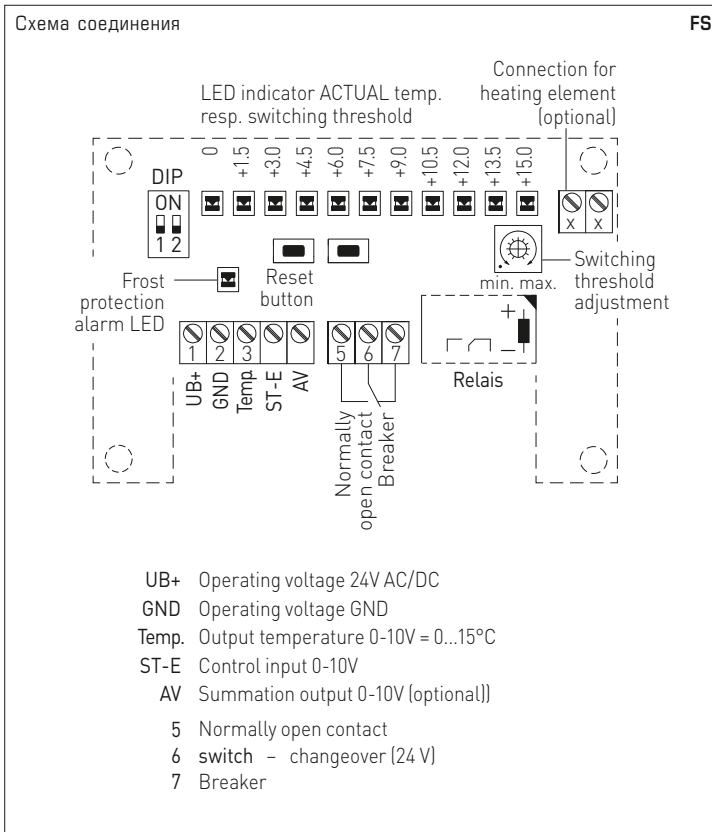 Схема соединения
FS
Connection for
heating element
(optional)
LED indicator ACTUAL temp.
resp. switching threshold
0
+1.5
+3.0
+4.5
+6.0
+7.5
+9.0
+10.5
+12.0
+13.5
+15.0
DIP
ON
1 2
X X
Frost
protection
alarm LED
Reset
button
min. max.
Switching
threshold
adjustment
1 2 3
5 6 7
+
–
Relais
UB+
GND
Temp.
ST-E
AV
Normally
open contact
Breaker
UB+ Operating voltage 24V AC/DC
GND Operating voltage GND
Temp. Output temperature 0-10V = 0...15°C
ST-E Control input 0-10V
AV Summation output 0-10V (optional))
5 Normally open contact
6 switch – changeover (24 V)
7 Breaker